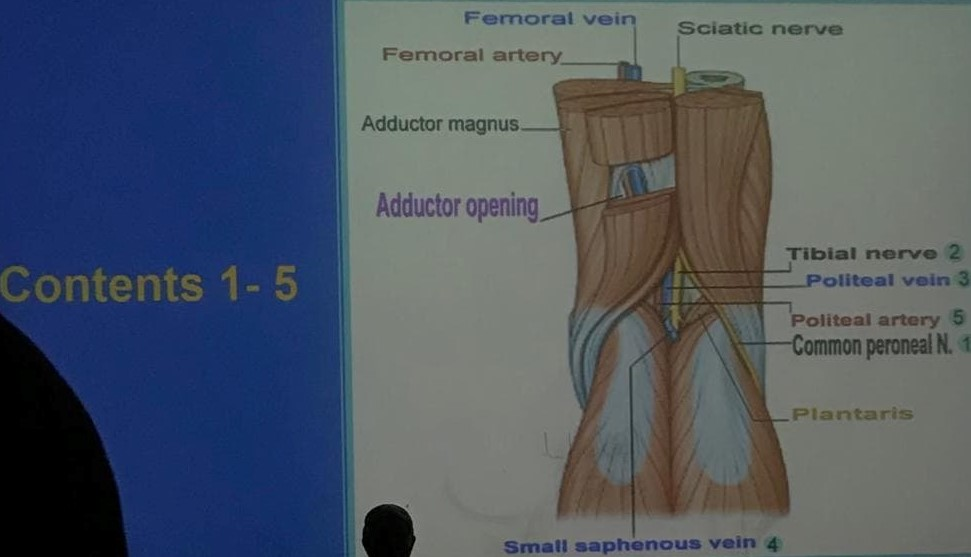 Contents 1- 5
Femoral vein
Sciatic nerve
Femoral artery
Adductor magnus
Adductor opening
Tibial nerve 2
Politeal vein 3
Politeal artery 5
Common peroneal N. 1
Plantaris
Small saphenous vein 4